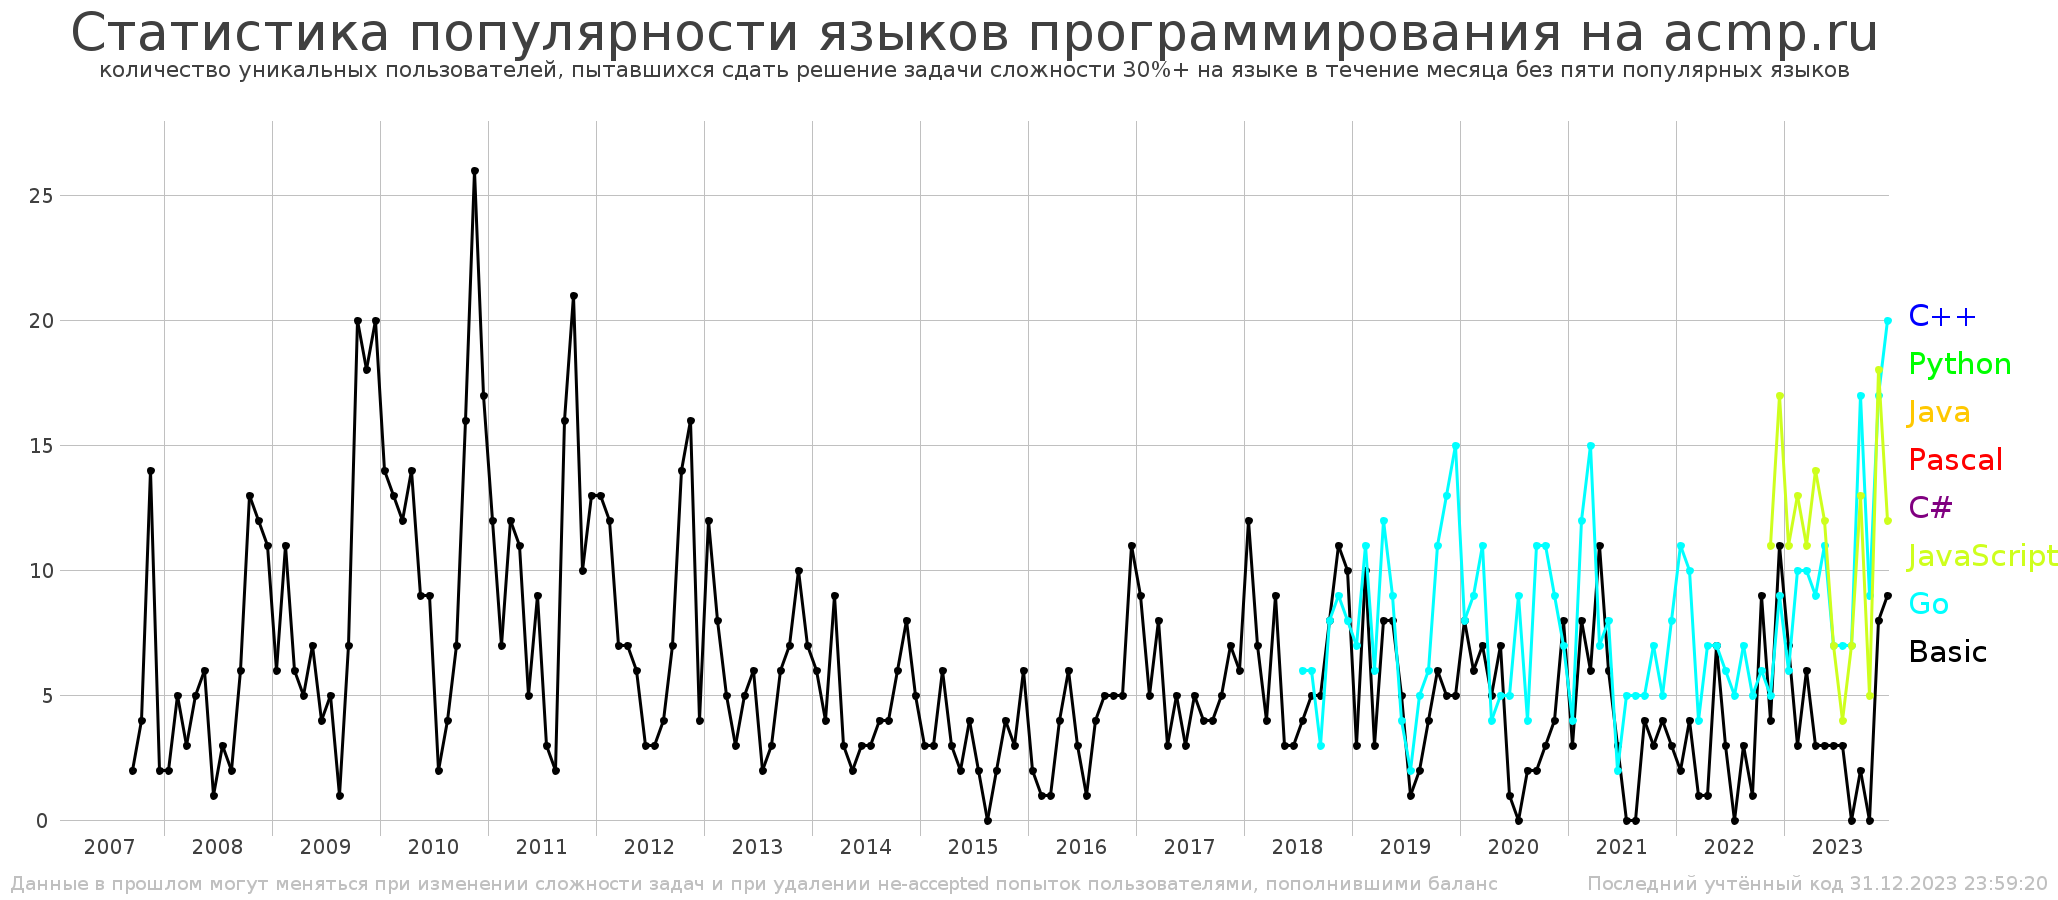 Статистика популярности языков программирования на acmp.ru
количество уникальных пользователей, пытавшихся сдать решение задачи сложности 30%+ на языке в течение месяца без пяти популярных языков
25
20
15
10
5
0
C++
Python
Java
Pascal
C#
JavaScript
Go
Basic
2007 2008 2009 2010 2011 2012 2013 2014 2015 2016 2017 2018 2019 2020 2021 2022 2023
Данные в прошлом могут меняться при изменении сложности задач и при удалении не-accepted попыток пользователями, пополнившими баланс
Последний учтённый код 31.12.2023 23:59:20